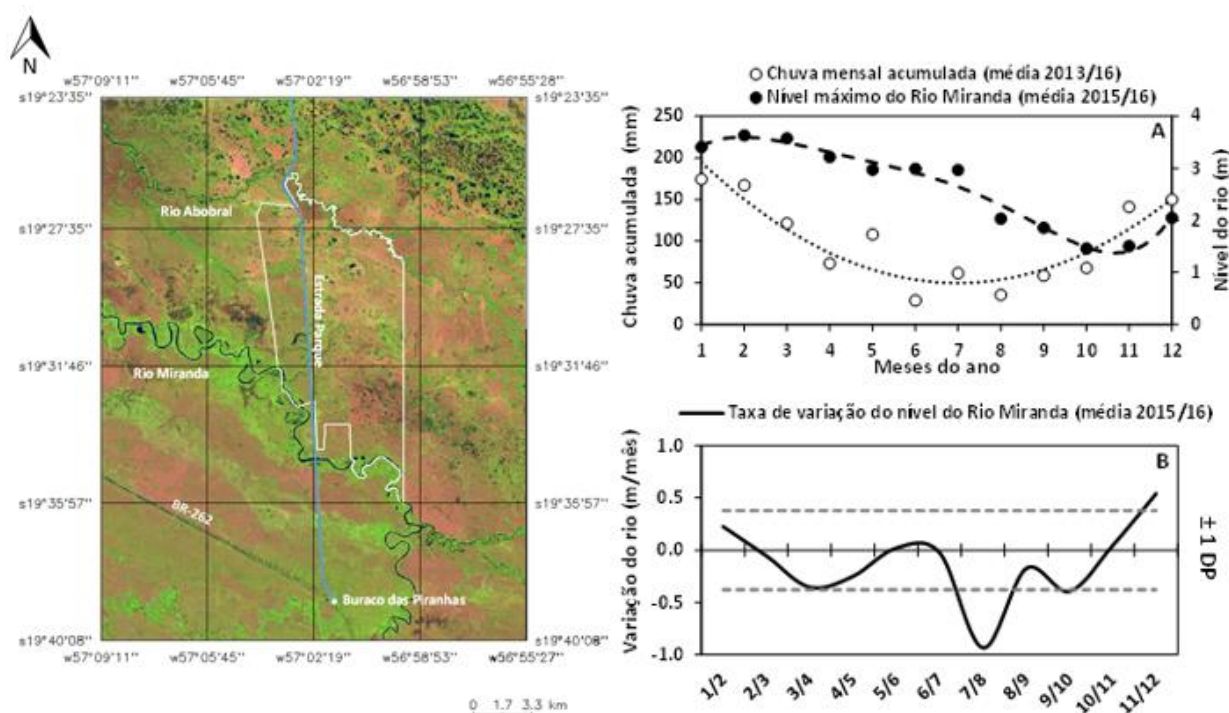 N
w57°09'11" w57°05'45" w57°02'19" w56°58'53" w56°55'28"
s19°23'35" s19°23'35"
Rio Abobral
s19°27'35" s19°27'35"
Estrada Parque
s19°31'46" s19°31'46"
Rio Miranda
s19°35'57" s19°35'57"
BR-262
Buraco das Piranhas
s19°40'08" s19°40'08"
w57°09'11" w57°05'45" w57°02'19" w56°58'53" w56°55'27"
0 1.7 3.3 km
Chuva mensal acumulada (média 2013/16)
Nível máximo do Rio Miranda (média 2015/16)
A
Chuva acumulada (mm)
250
200
150
100
50
0
4
3
2
1
0
Nível do rio (m)
1 2 3 4 5 6 7 8 9 10 11 12
Meses do ano
Taxa de variação do nível do Rio Miranda (média 2015/16)
B
Variação do rio (m/mês)
1.0
0.5
0.0
-0.5
-1.0
± 1 DP
1/2 2/3 3/4 4/5 5/6 6/7 7/8 8/9 9/10 10/11 11/12